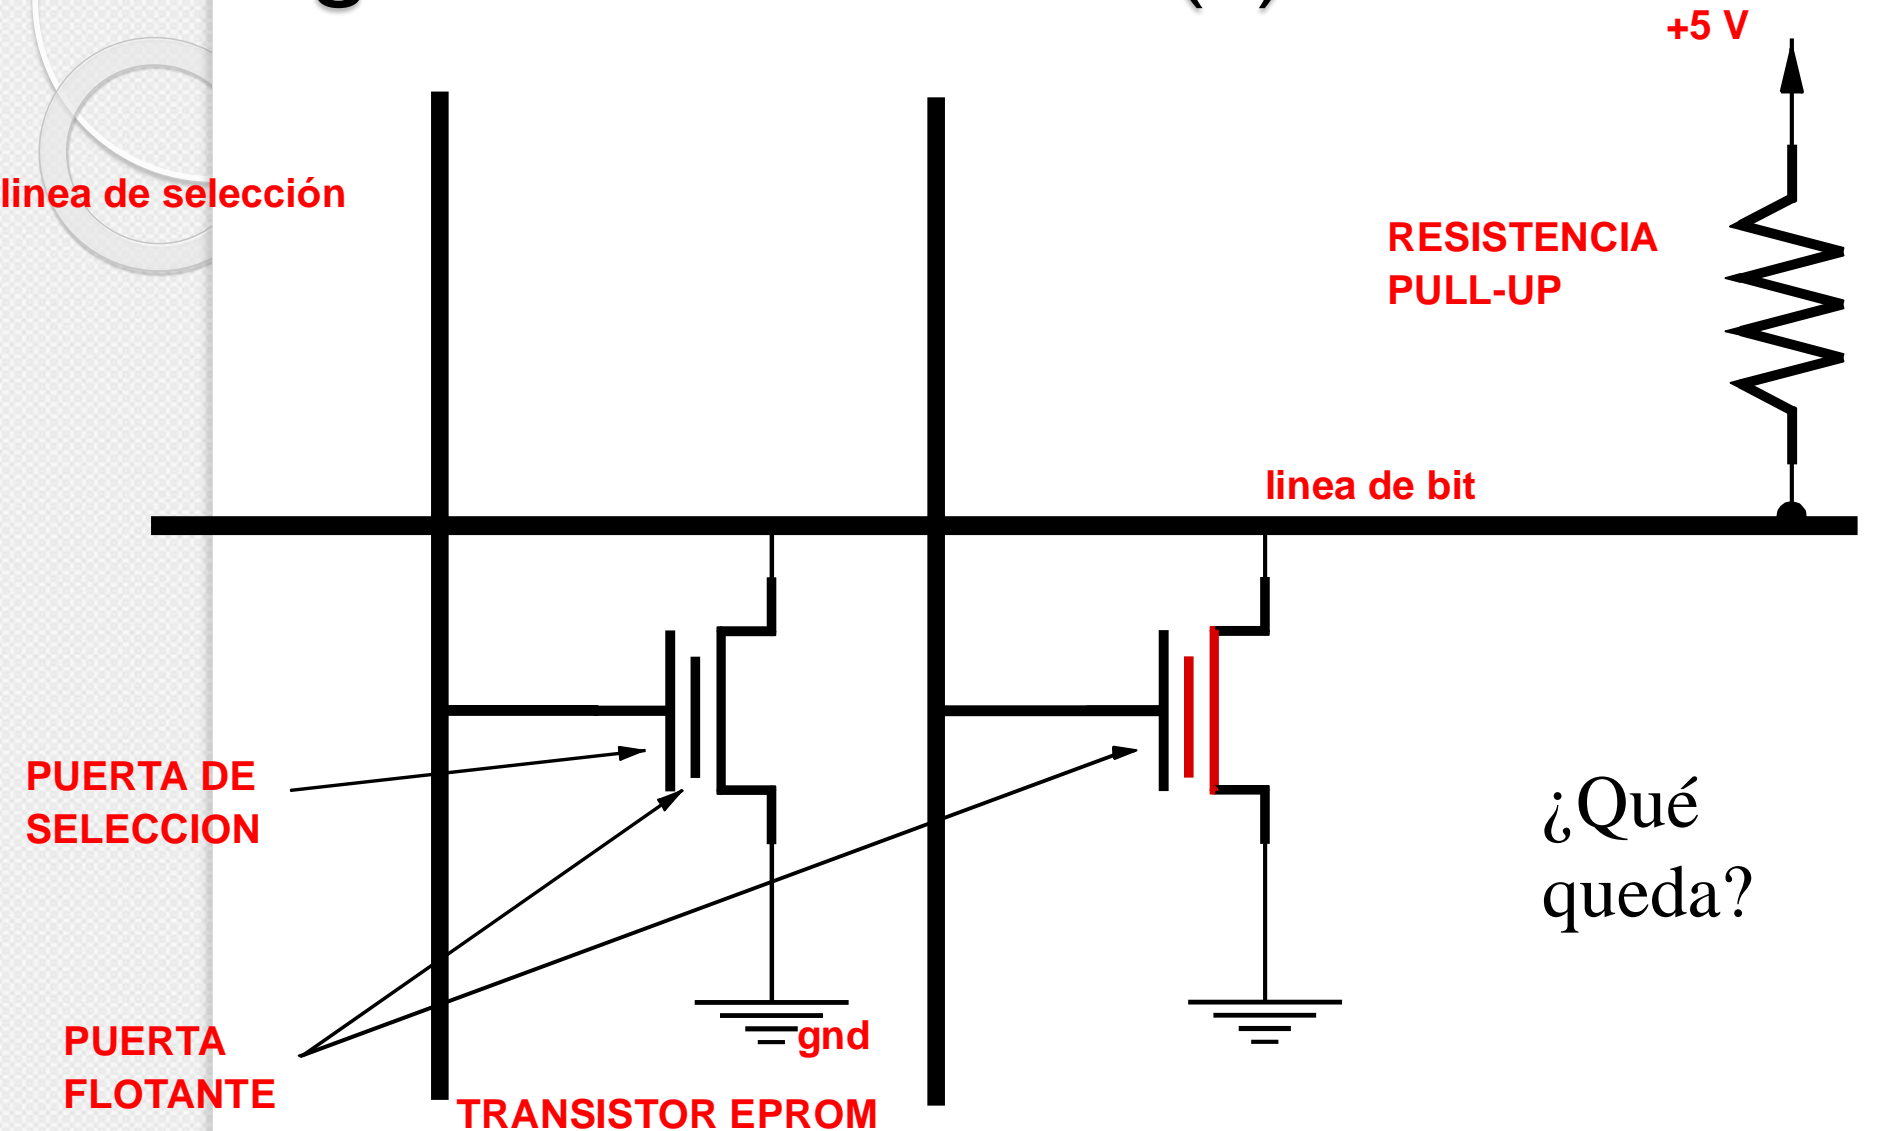 +5 V
linea de selección
RESISTENCIA
PULL-UP
linea de bit
PUERTA DE
SELECCION
¿Qué
queda?
PUERTA
FLOTANTE
gnd
TRANSISTOR EPROM